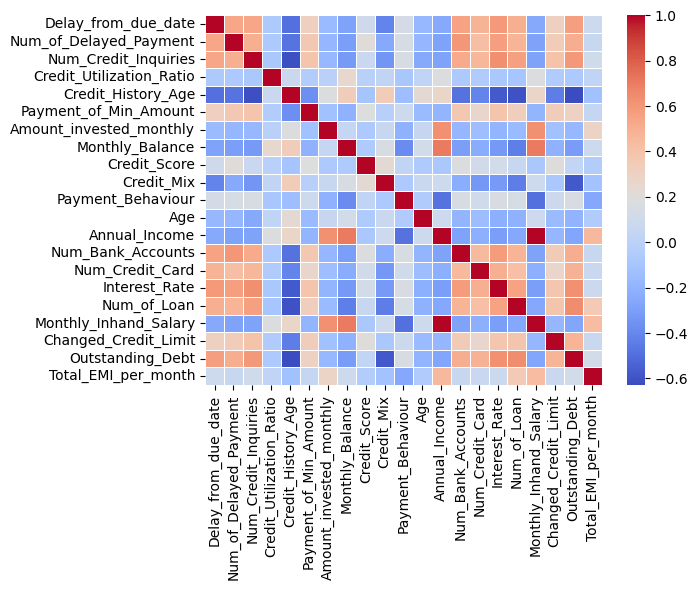 Delay_from_due_date
Num_of_Delayed_Payment
Num_Credit_Inquiries
Credit_Utilization_Ratio
Credit_History_Age
Payment_of_Min_Amount
Amount_invested_monthly
Monthly_Balance
Credit_Score
Credit_Mix
Payment_Behaviour
Age
Annual_Income
Num_Bank_Accounts
Num_Credit_Card
Interest_Rate
Num_of_Loan
Monthly_Inhand_Salary
Changed_Credit_Limit
Outstanding_Debt
Total_EMI_per_month
Delay_from_due_date
Num_of_Delayed_Payment
Num_Credit_Inquiries
Credit_Utilization_Ratio
Credit_History_Age
Payment_of_Min_Amount
Amount_invested_monthly
Monthly_Balance
Credit_Score
Credit_Mix
Payment_Behaviour
Age
Annual_Income
Num_Bank_Accounts
Num_Credit_Card
Interest_Rate
Num_of_Loan
Monthly_Inhand_Salary
Changed_Credit_Limit
Outstanding_Debt
Total_EMI_per_month
1.0
0.8
0.6
0.4
0.2
0.0
−0.2
−0.4
−0.6